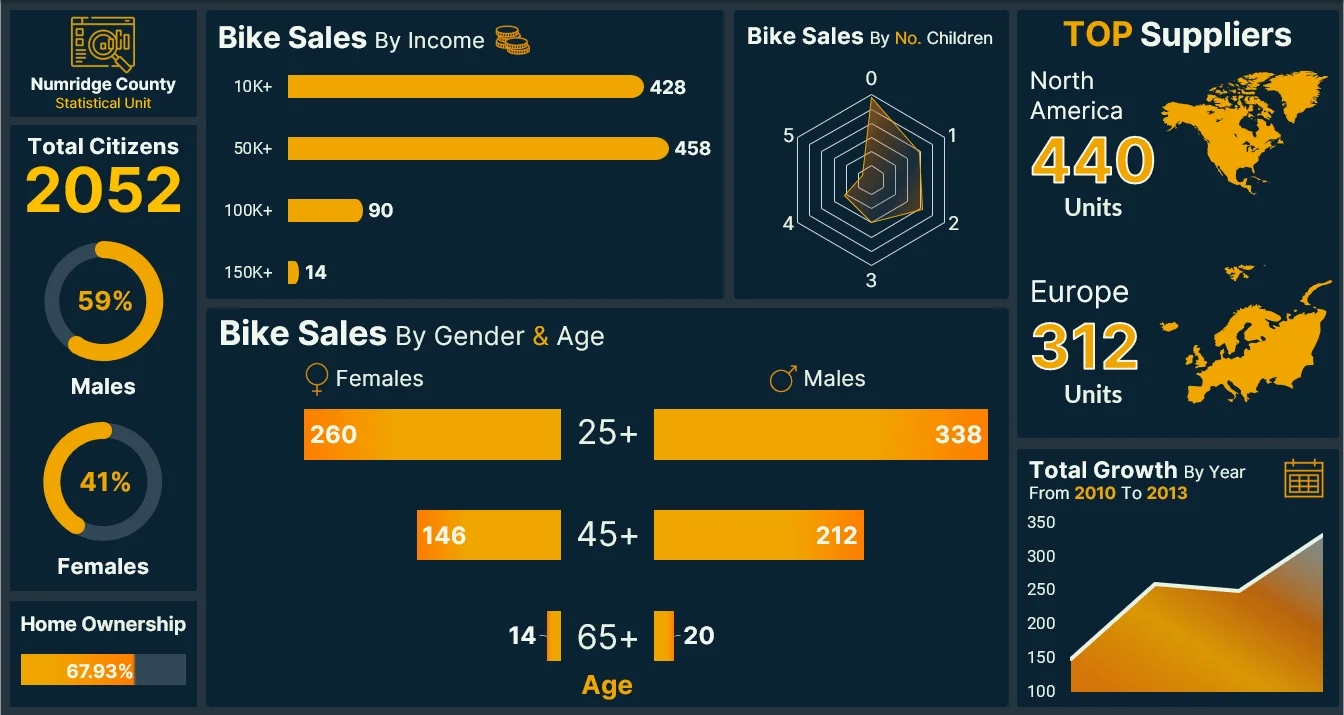 Numridge County
Statistical Unit
Total Citizens
2052
59%
Males
41%
Females
Home Ownership
67.93%
Bike Sales By Income
10K+ 428
50K+ 458
100K+ 90
150K+ 14
Bike Sales By No. Children
0
5 1
4 2
3
Bike Sales By Gender & Age
Females Males
260 25+ 338
146 45+ 212
14 65+ 20
Age
TOP Suppliers
North
America
440
Units
Europe
312
Units
Total Growth By Year
From 2010 To 2013
350
300
250
200
150
100